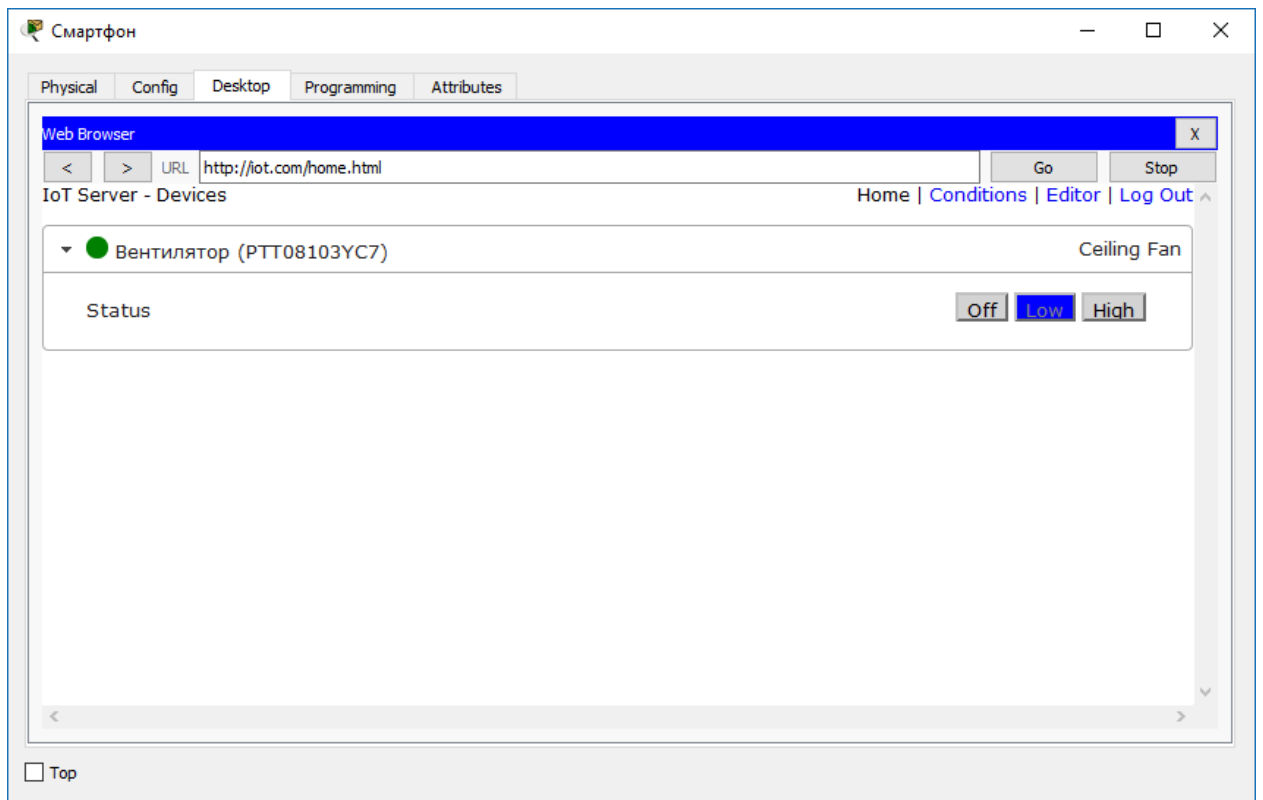 Смартфон
Physical Config Desktop Programming Attributes
Web Browser X
< > URL http://iot.com/home.html Go Stop
IoT Server - Devices Home | Conditions | Editor | Log Out
Вентилятор (PTT08103YC7) Ceiling Fan
Status Off Low High
Top